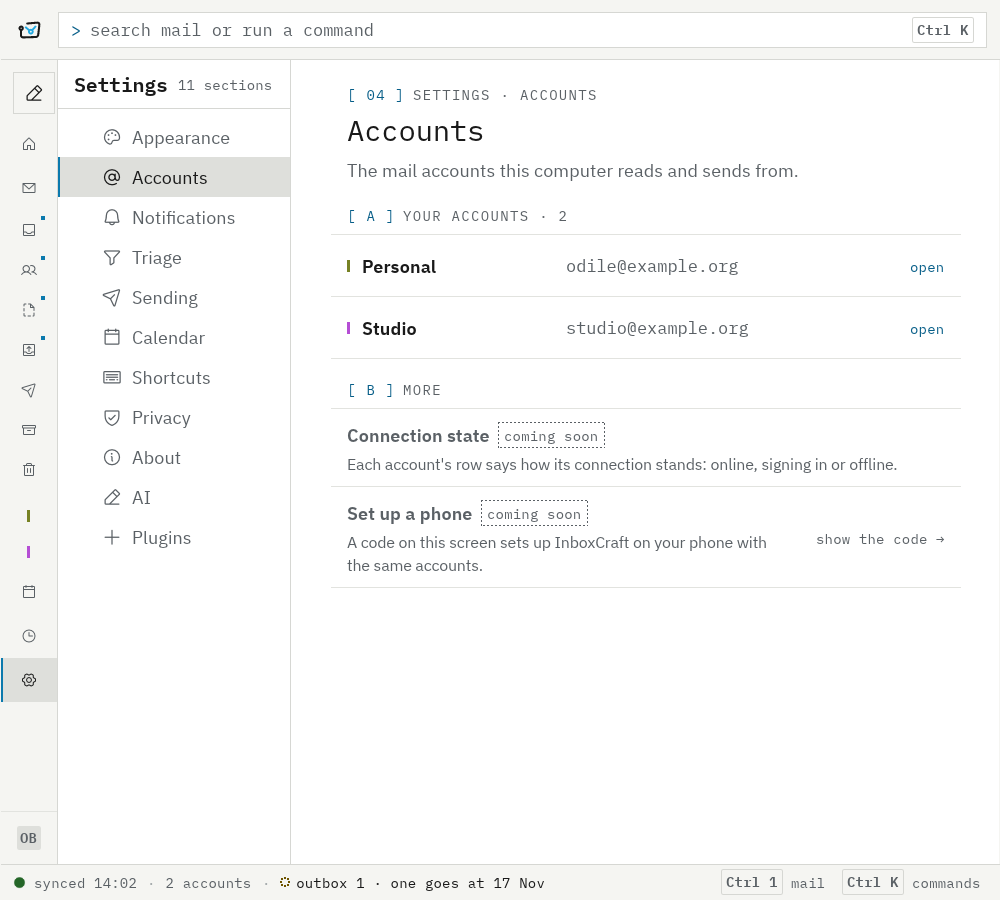 > search mail or run a command
Ctrl K
Settings 11 sections
Appearance
Accounts
Notifications
Triage
Sending
Calendar
Shortcuts
Privacy
About
AI
Plugins
[ 04 ] SETTINGS · ACCOUNTS
Accounts
The mail accounts this computer reads and sends from.
[ A ] YOUR ACCOUNTS · 2
Personal odile@example.org open
Studio studio@example.org open
[ B ] MORE
Connection state coming soon
Each account's row says how its connection stands: online, signing in or offline.
Set up a phone coming soon
A code on this screen sets up InboxCraft on your phone with
the same accounts.
show the code →
OB
synced 14:02 · 2 accounts · outbox 1 · one goes at 17 Nov
Ctrl 1 mail Ctrl K commands